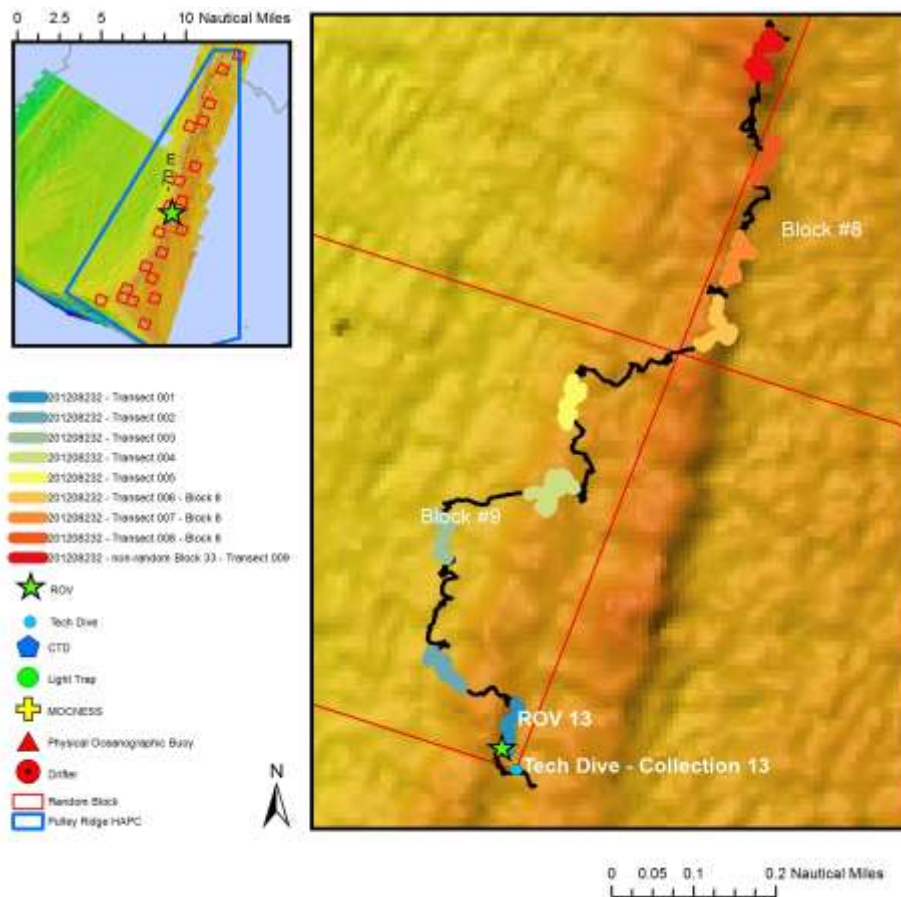 0 2.5 5 10 Nautical Miles
-70 m
201208232 - Transect 001
201208232 - Transect 002
201208232 - Transect 003
201208232 - Transect 004
201208232 - Transect 005
201208232 - Transect 006 - Block 8
201208232 - Transect 007 - Block 8
201208232 - Transect 008 - Block 8
201208232 - non-random Block 33 - Transect 009
ROV
Tech Dive
CTD
Light Trap
MOCNESS
Physical Oceanographic Buoy
Drifter
Random Block
Pulley Ridge HAPC
N
Block #8
Block #9
ROV 13
Tech Dive - Collection 13
0 0.05 0.1 0.2 Nautical Miles